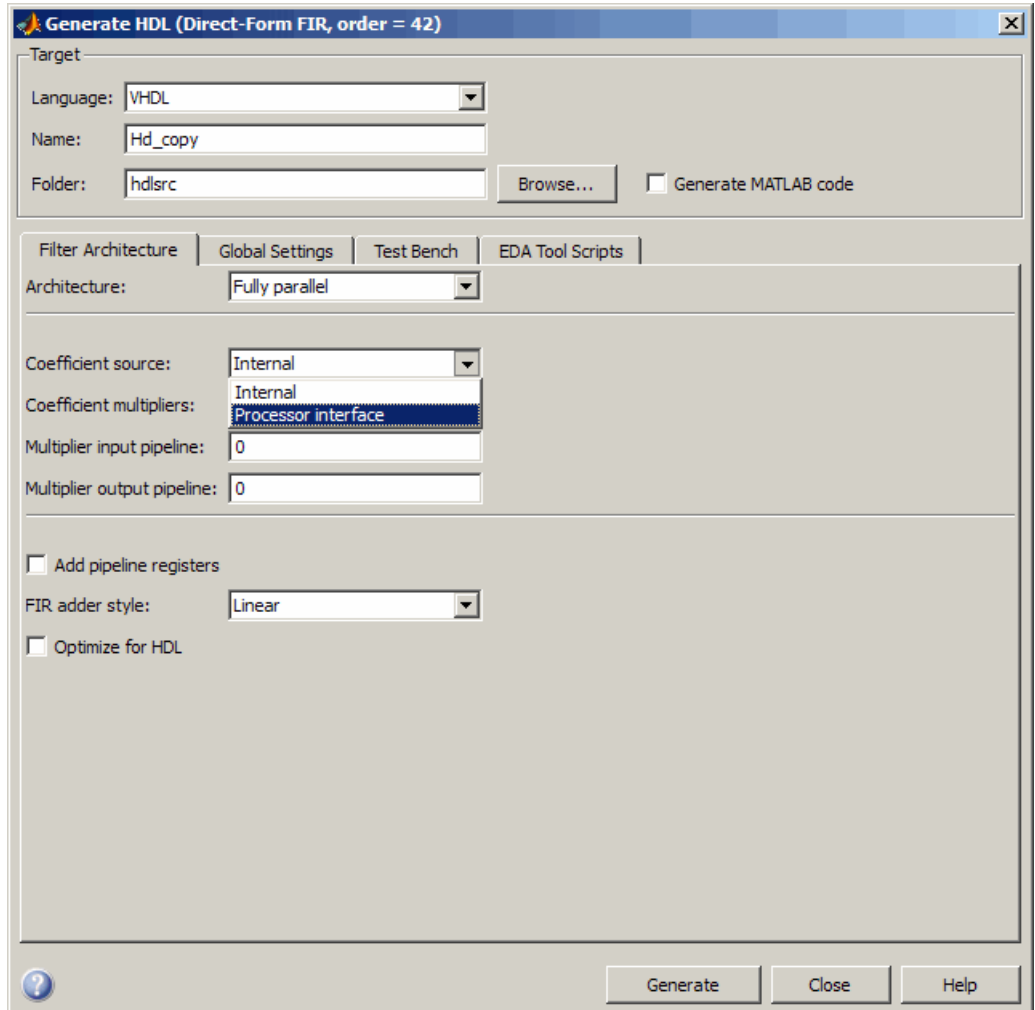 Generate HDL (Direct-Form FIR, order = 42)
Target
Language: VHDL
Name: Hd_copy
Folder: hdlsrc Browse... Generate MATLAB code
Filter Architecture Global Settings Test Bench EDA Tool Scripts
Architecture: Fully parallel
Coefficient source: Internal
Internal
Coefficient multipliers: Processor interface
Multiplier input pipeline: 0
Multiplier output pipeline: 0
Add pipeline registers
FIR adder style: Linear
Optimize for HDL
? Generate Close Help